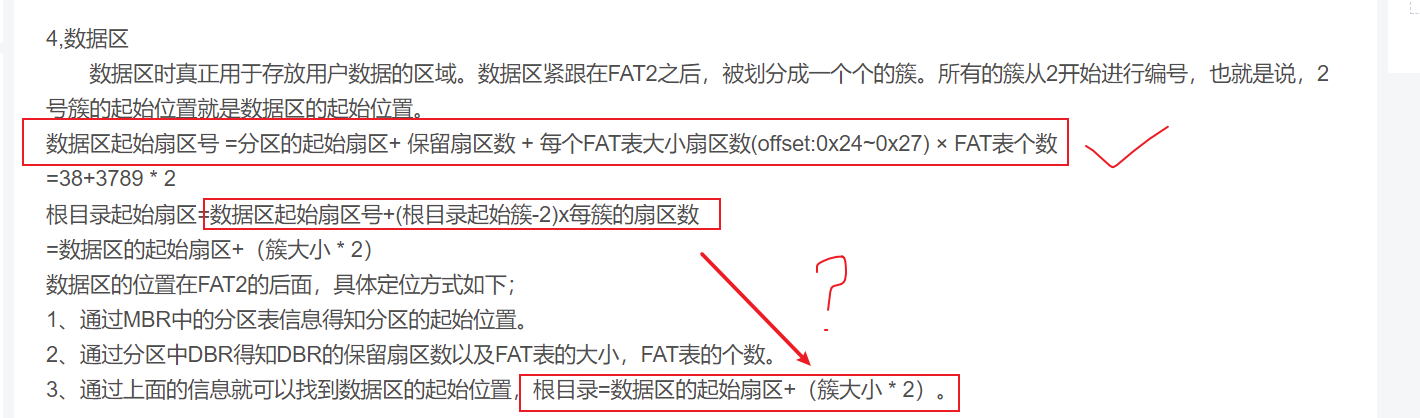 4,数据区
数据区时真正用于存放用户数据的区域。数据区紧跟在FAT2之后，被划分成一个个的簇。所有的簇从2开始进行编号，也就是说，2
号簇的起始位置就是数据区的起始位置。
数据区起始扇区号 =分区的起始扇区+ 保留扇区数 + 每个FAT表大小扇区数(offset:0x24~0x27) × FAT表个数
=38+3789 * 2
根目录起始扇区=数据区起始扇区号+(根目录起始簇-2)x每簇的扇区数
=数据区的起始扇区+（簇大小 * 2）
数据区的位置在FAT2的后面，具体定位方式如下；
1、通过MBR中的分区表信息得知分区的起始位置。
2、通过分区中DBR得知DBR的保留扇区数以及FAT表的大小，FAT表的个数。
3、通过上面的信息就可以找到数据区的起始位置，根目录=数据区的起始扇区+（簇大小 * 2）。
?